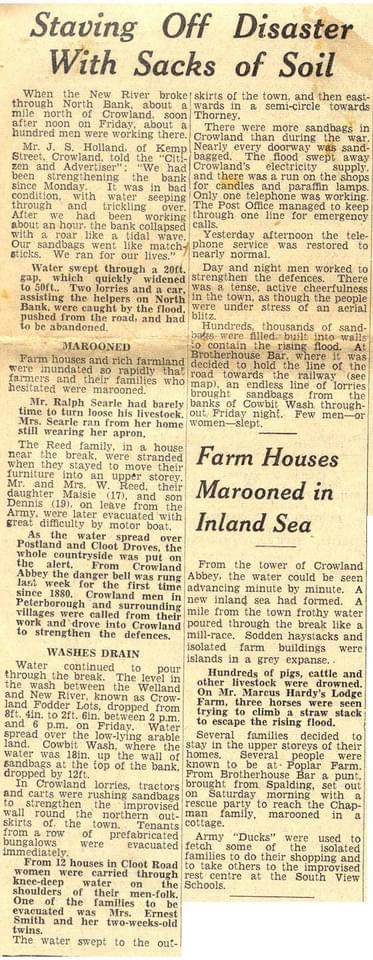 Staving Off Disaster
With Sacks of Soil
When the New River broke
through North Bank, about a
mile north of Crowland, soon
after noon on Friday, about a
hundred men were working there.
Mr. J. S. Holland, of Kemp
Street, Crowland, told the "Citi-
zen and Advertiser": "We had
been strengthening the bank
since Monday. It was in bad
condition, with water seeping
through and trickling over.
After we had been working
about an hour, the bank collapsed
with a roar like a tidal wave.
Our sandbags went like match-
sticks. We ran for our lives."
Water swept through a 20ft.
gap, which quickly widened
to 50ft.. Two lorries and a car,
assisting the helpers on North
Bank, were caught by the flood,
pushed from the road, and had
to be abandoned.
MAROONED
Farm houses and rich farmland
were inundated so rapidly that
farmers and their families who
hesitated were marooned.
Mr. Ralph Searle had barely
time to turn loose his livestock.
Mrs. Searle ran from her home
still wearing her apron.
The Reed family, in a house
near the break, were stranded
when they stayed to move their
furniture into an upper storey.
Mr. and Mrs. W. Reed, their
daughter Maisie (17), and son
Dennis (19), on leave from the
Army, were later evacuated with
great difficulty by motor boat.
As the water spread over
Postland and Cloot Droves, the
whole countryside was put on
the alert. From Crowland
Abbey the danger bell was rung
last week for the first time
since 1880. Crowland men in
Peterborough and surrounding
villages were called from their
work and drove into Crowland
to strengthen the defences.
WASHES DRAIN
Water continued to pour
through the break. The level in
the wash between the Welland
and New River, known as Crow-
land Fodder Lots, dropped from
8ft. 4in. to 2ft. 6in. between 2 p.m.
and 6 p.m. on Friday. Water
spread over the low-lying arable
land. Cowbit Wash, where the
water was 18in. up the wall of
sandbags at the top of the bank,
dropped by 12ft.
In Crowland lorries, tractors
and carts were rushing sandbags
to strengthen the improvised
wall round the northern out-
skirts of the town. Tenants
from a row of prefabricated
bungalows were evacuated
immediately.
From 12 houses in Cloot Road
women were carried through
knee-deep water on the
shoulders of their men-folk.
One of the families to be
evacuated was Mrs. Ernest
Smith and her two-weeks-old
twins.
The water swept to the out-
skirts of the town, and then east-
wards in a semi-circle towards
Thorney.
There were more sandbags in
Crowland than during the war.
Nearly every doorway was sand-
bagged. The flood swept away
Crowland's electricity supply,
and there was a run on the shops
for candles and paraffin lamps.
Only one telephone was working.
The Post Office managed to keep
through one line for emergency
calls.
Yesterday afternoon the tele-
phone service was restored to
nearly normal.
Day and night men worked to
strengthen the defences. There
was a tense, active cheerfulness
in the town, as though the people
were under stress of an aerial
blitz.
Hundreds, thousands of sand-
bags were filled, built into walls
to contain the rising flood. At
Brotherhouse Bar, where it was
decided to hold the line of the
road towards the railway (see
map), an endless line of lorries
brought sandbags from the
banks of Cowbit Wash through-
out Friday night. Few men—or
women—slept.
Farm Houses
Marooned in
Inland Sea
From the tower of Crowland
Abbey, the water could be seen
advancing minute by minute. A
new inland sea had formed. A
mile from the town frothy water
poured through the break like a
mill-race. Sodden haystacks and
isolated farm buildings were
islands in a grey expanse.
Hundreds of pigs, cattle and
other livestock were drowned.
On Mr. Marcus Hardy's Lodge
Farm, three horses were seen
trying to climb a straw stack
to escape the rising flood.
Several families decided to
stay in the upper storeys of their
homes. Several people were
known to be at Poplar Farm.
From Brotherhouse Bar a punt,
brought from Spalding, set out
on Saturday morning with a
rescue party to reach the Chap-
man family, marooned in a
cottage.
Army "Ducks" were used to
fetch some of the isolated
families to do their shopping and
to take others to the improvised
rest centre at the South View
Schools.